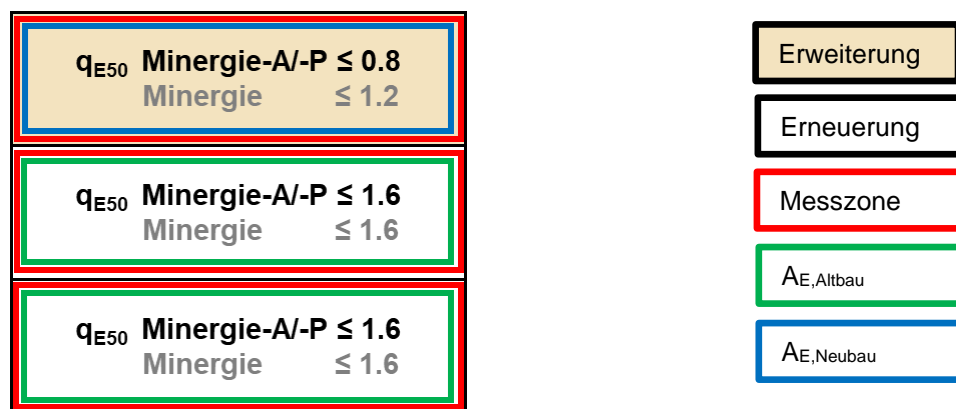 qE50 Minergie-A/-P ≤ 0.8
Minergie ≤ 1.2
qE50 Minergie-A/-P ≤ 1.6
Minergie ≤ 1.6
qE50 Minergie-A/-P ≤ 1.6
Minergie ≤ 1.6
Erweiterung
Erneuerung
Messzone
AE,Altbau
AE,Neubau